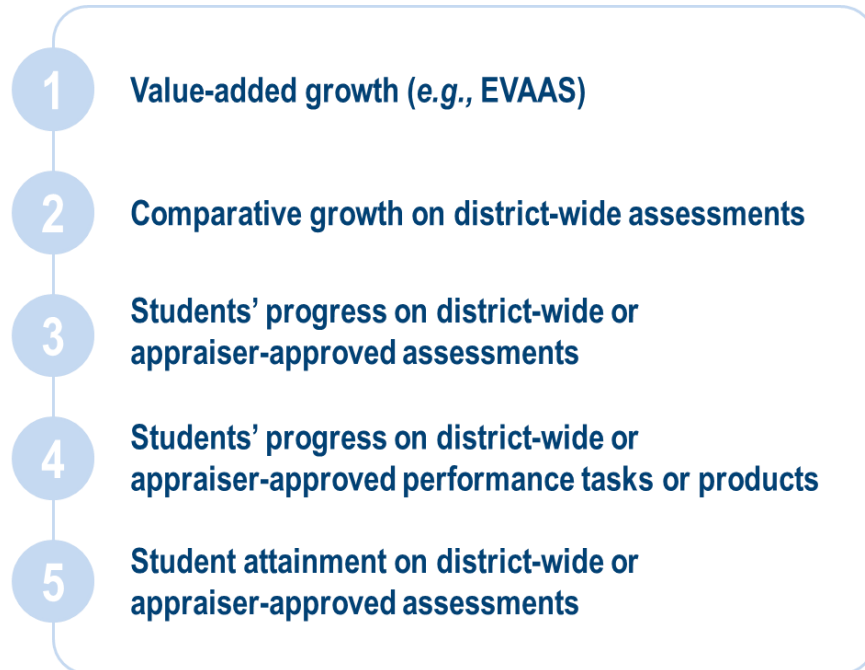 1
Value-added growth (e.g., EVAAS)
2
Comparative growth on district-wide assessments
3
Students’ progress on district-wide or
appraiser-approved assessments
4
Students’ progress on district-wide or
appraiser-approved performance tasks or products
5
Student attainment on district-wide or
appraiser-approved assessments